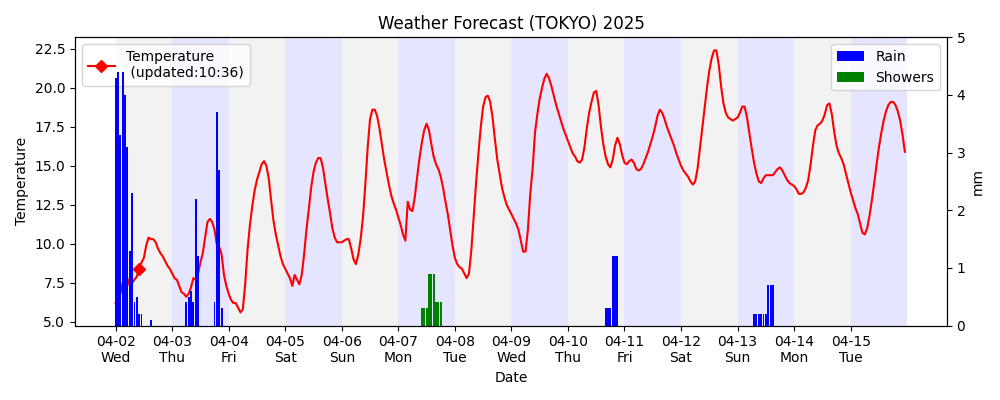 Weather Forecast (TOKYO) 2025
Temperature
(updated:10:36)
Rain
Showers
Temperature
22.5
20.0
17.5
15.0
12.5
10.0
7.5
5.0
5
4
3
2
1
0
mm
04-02 04-03 04-04 04-05 04-06 04-07 04-08 04-09 04-10 04-11 04-12 04-13 04-14 04-15
Wed Thu Fri Sat Sun Mon Tue Wed Thu Fri Sat Sun Mon Tue
Date